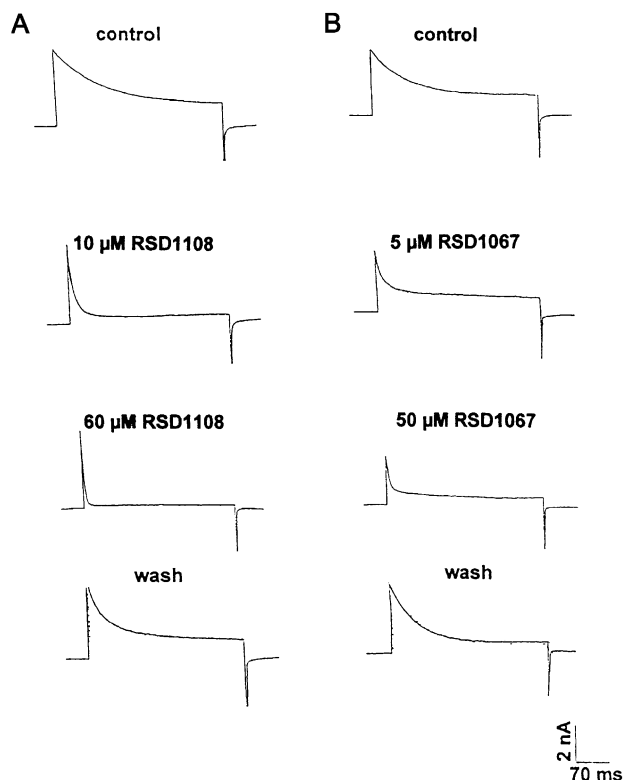 A
control
10 µM RSD1108
60 µM RSD1108
wash
B
control
5 µM RSD1067
50 µM RSD1067
wash
2 nA
70 ms